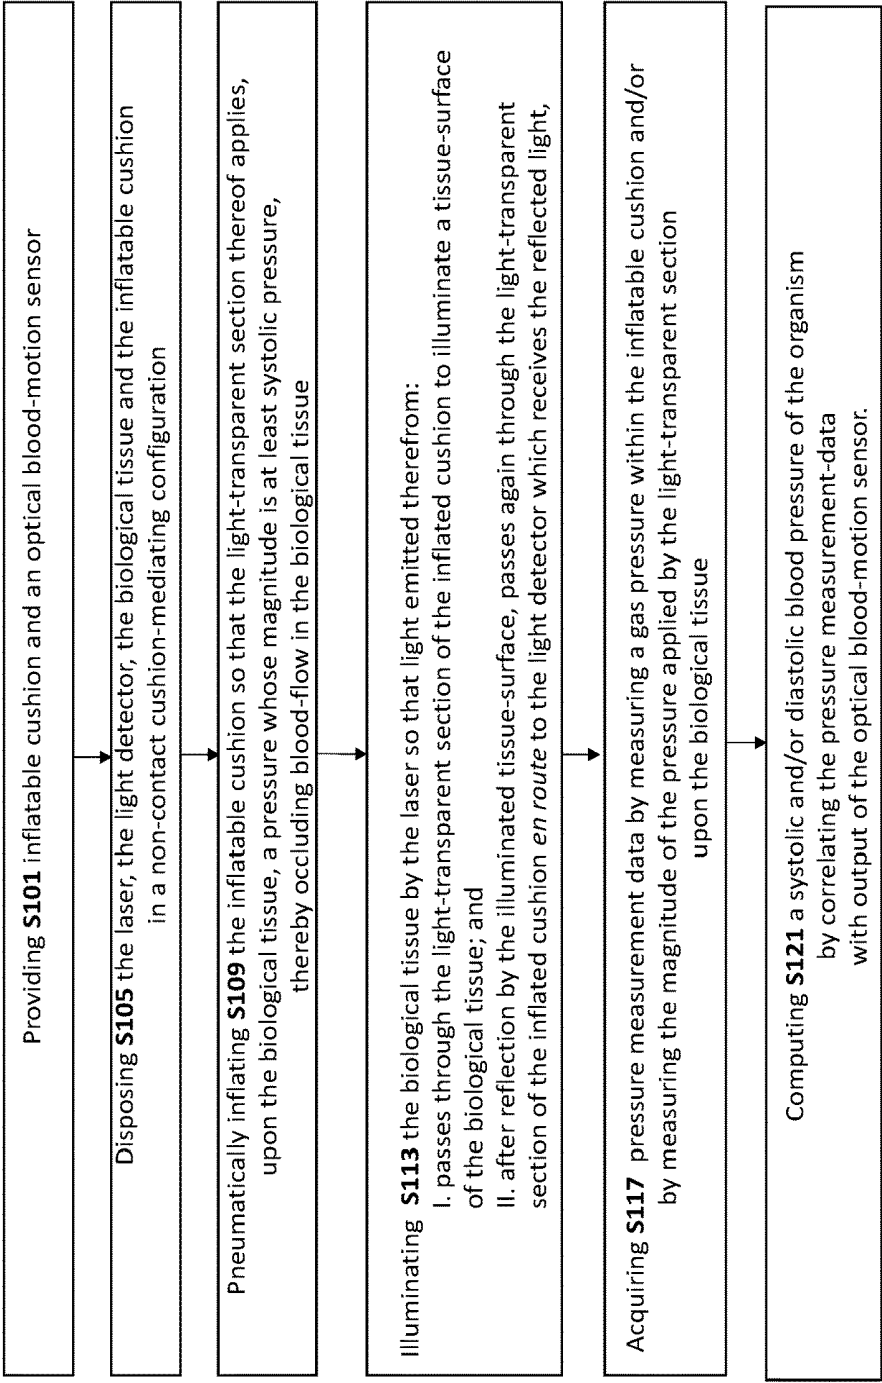 Providing S101 inflatable cushion and an optical blood-motion sensor
Disposing S105 the laser, the light detector, the biological tissue and the inflatable cushion
in a non-contact cushion-mediating configuration
Pneumatically inflating S109 the inflatable cushion so that the light-transparent section thereof applies,
upon the biological tissue, a pressure whose magnitude is at least systolic pressure,
thereby occluding blood-flow in the biological tissue
Illuminating S113 the biological tissue by the laser so that light emitted therefrom:
I. passes through the light-transparent section of the inflated cushion to illuminate a tissue-surface
of the biological tissue; and
II. after reflection by the illuminated tissue-surface, passes again through the light-transparent
section of the inflated cushion en route to the light detector which receives the reflected light,
Acquiring S117 pressure measurement data by measuring a gas pressure within the inflatable cushion and/or
by measuring the magnitude of the pressure applied by the light-transparent section
upon the biological tissue
Computing S121 a systolic and/or diastolic blood pressure of the organism
by correlating the pressure measurement-data
with output of the optical blood-motion sensor.